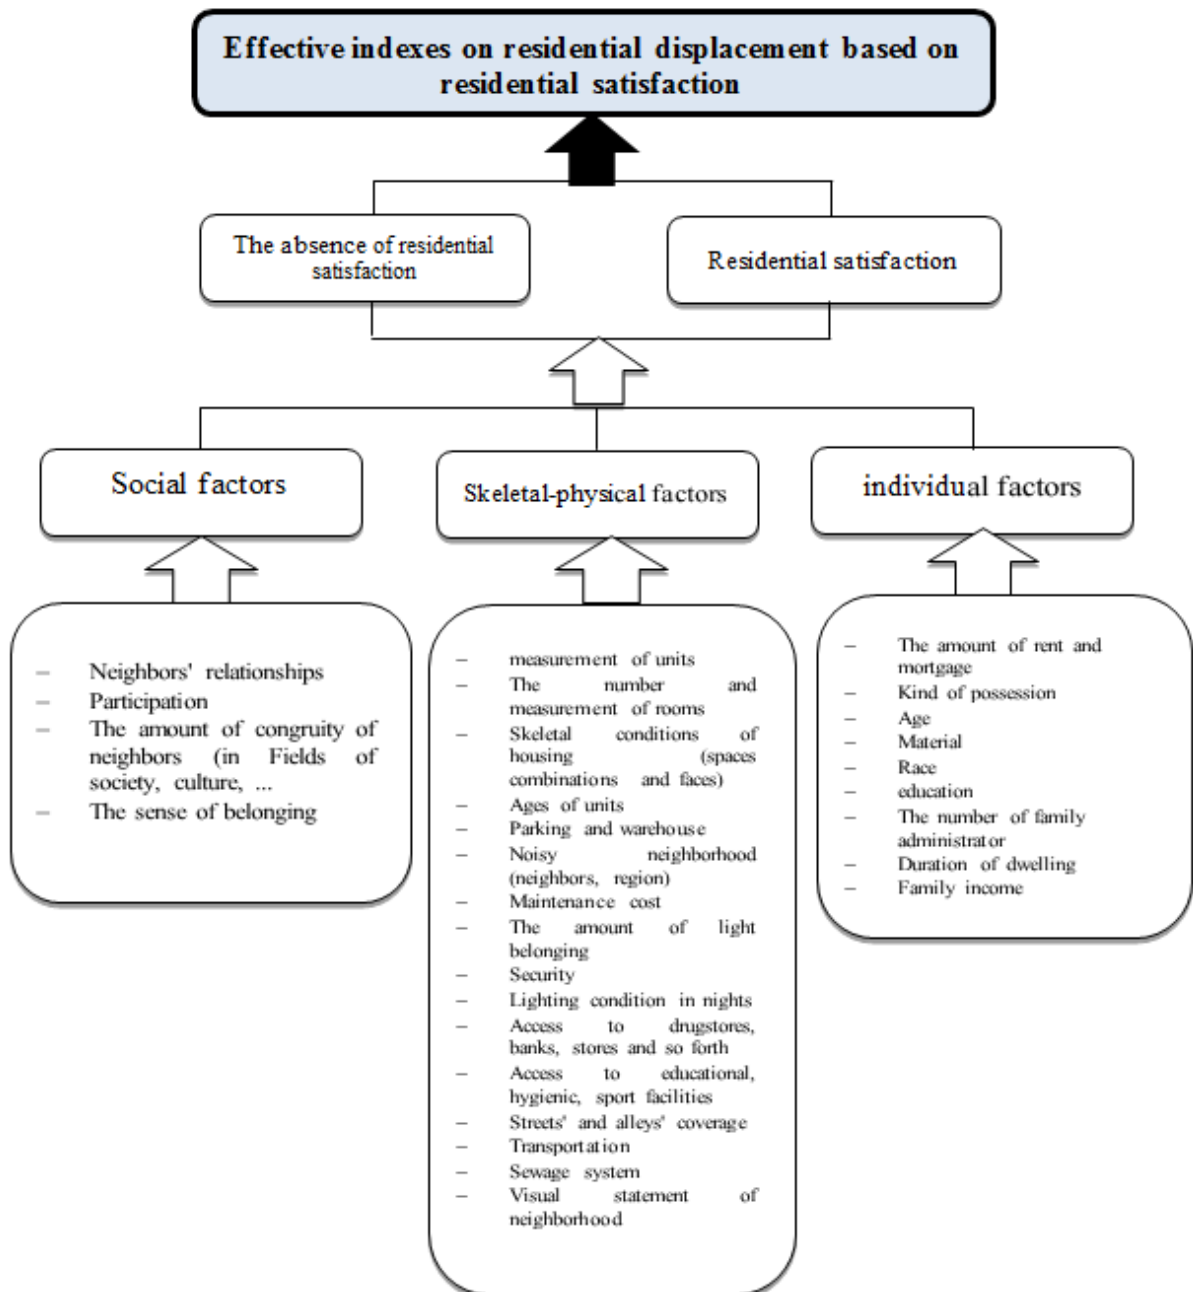 Effective indexes on residential displacement based on
residential satisfaction
The absence of residential
satisfaction
Residential satisfaction
Social factors
Skeletal-physical factors
individual factors
– Neighbors' relationships
– Participation
– The amount of congruity of
neighbors (in Fields of
society, culture, ...
– The sense of belonging
– measurement of units
– The number and
measurement of rooms
– Skeletal conditions of
housing (spaces
combinations and faces)
– Ages of units
– Parking and warehouse
– Noisy neighborhood
(neighbors, region)
– Maintenance cost
– The amount of light
belonging
– Security
– Lighting condition in nights
– Access to drugstores,
banks, stores and so forth
– Access to educational,
hygienic, sport facilities
– Streets' and alleys' coverage
– Transportation
– Sewage system
– Visual statement of
neighborhood
– The amount of rent and
mortgage
– Kind of possession
– Age
– Material
– Race
– education
– The number of family
administrator
– Duration of dwelling
– Family income